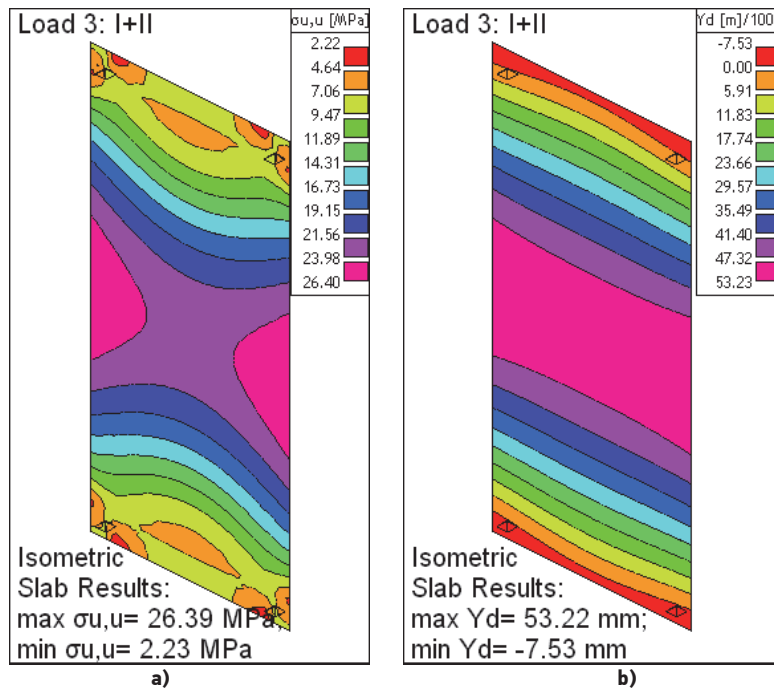 Load 3: I+II
σu,u [MPa]
2.22
4.64
7.06
9.47
11.89
14.31
16.73
19.15
21.56
23.98
26.40
Isometric
Slab Results:
max σu,u= 26.39 MPa;
min σu,u= 2.23 MPa
a)
Load 3: I+II
Yd [m]/100
-7.53
0.00
5.91
11.83
17.74
23.66
29.57
35.49
41.40
47.32
53.23
Isometric
Slab Results:
max Yd= 53.22 mm;
min Yd= -7.53 mm
b)